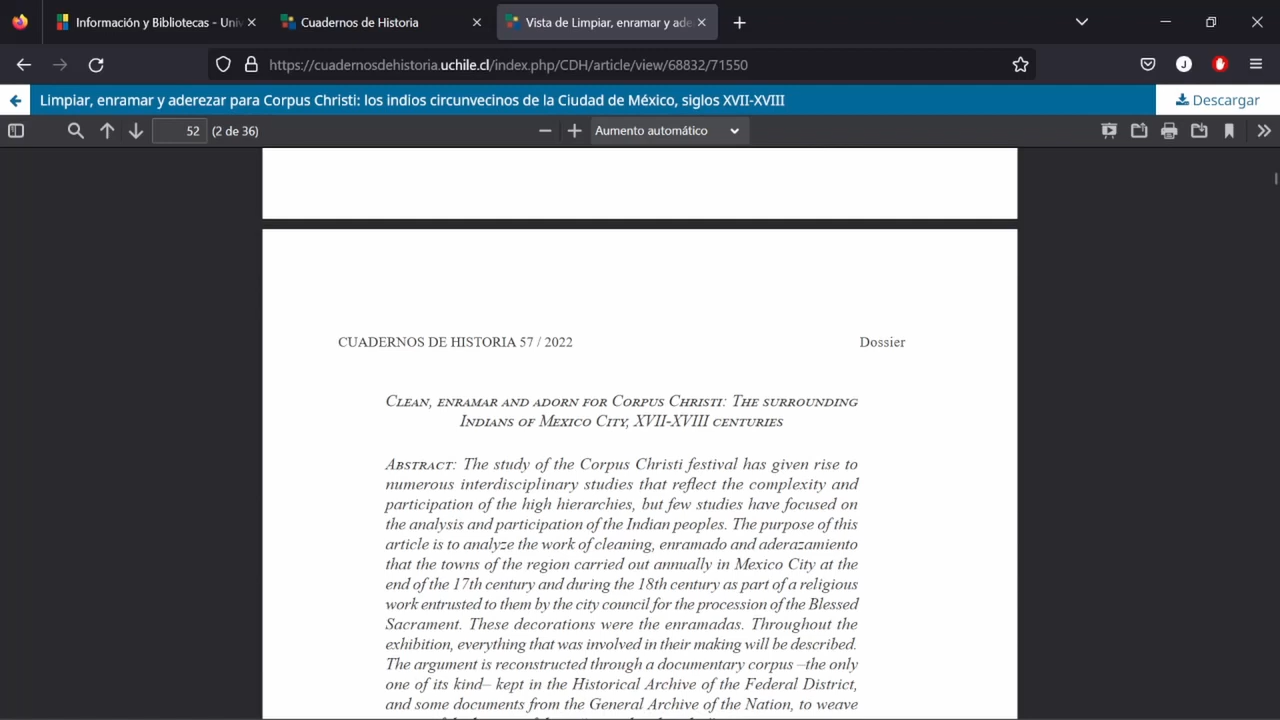 Información y Bibliotecas - Univ
Cuadernos de Historia
Vista de Limpiar, enramar y ade
https://cuadernosdehistoria.uchile.cl/index.php/CDH/article/view/68832/71550
J
Limpiar, enramar y aderezar para Corpus Christi: los indios circunvecinos de la Ciudad de México, siglos XVII-XVIII
Descargar
52 (2 de 36)
Aumento automático
CUADERNOS DE HISTORIA 57 / 2022 Dossier
Clean, enramar and adorn for Corpus Christi: The surrounding
Indians of Mexico City, XVII-XVIII centuries
Abstract: The study of the Corpus Christi festival has given rise to
numerous interdisciplinary studies that reflect the complexity and
participation of the high hierarchies, but few studies have focused on
the analysis and participation of the Indian peoples. The purpose of this
article is to analyze the work of cleaning, enramado and aderazamiento
that the towns of the region carried out annually in Mexico City at the
end of the 17th century and during the 18th century as part of a religious
work entrusted to them by the city council for the procession of the Blessed
Sacrament. These decorations were the enramadas. Throughout the
exhibition, everything that was involved in their making will be described.
The argument is reconstructed through a documentary corpus –the only
one of its kind– kept in the Historical Archive of the Federal District,
and some documents from the General Archive of the Nation, to weave